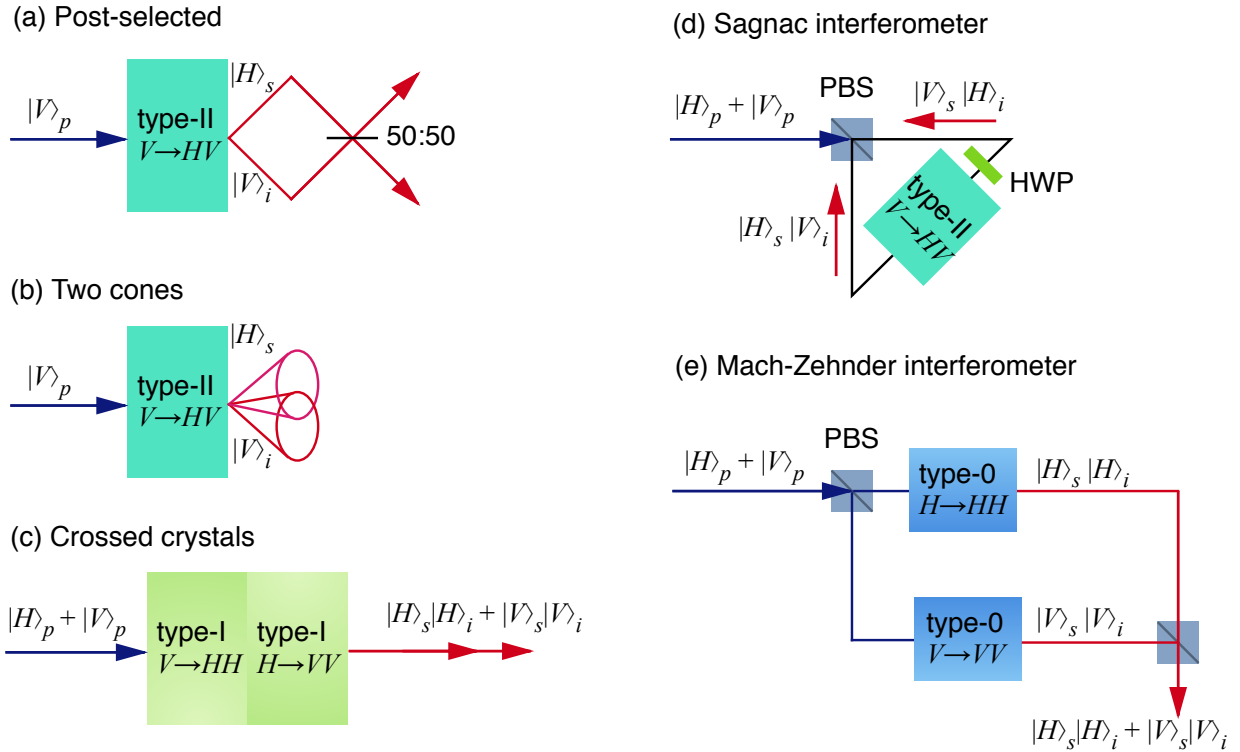 (a) Post-selected
|V⟩p
type-II
V→HV
|H⟩s
|V⟩i
50:50
(b) Two cones
|V⟩p
type-II
V→HV
|H⟩s
|V⟩i
(c) Crossed crystals
|H⟩p + |V⟩p
type-I
V→HH
type-I
H→VV
|H⟩s|H⟩i + |V⟩s|V⟩i
(d) Sagnac interferometer
PBS
|H⟩p + |V⟩p
|V⟩s |H⟩i
HWP
type-II
V→HV
|H⟩s |V⟩i
(e) Mach-Zehnder interferometer
PBS
|H⟩p + |V⟩p
type-0
H→HH
|H⟩s |H⟩i
type-0
V→VV
|V⟩s |V⟩i
|H⟩s|H⟩i + |V⟩s|V⟩i